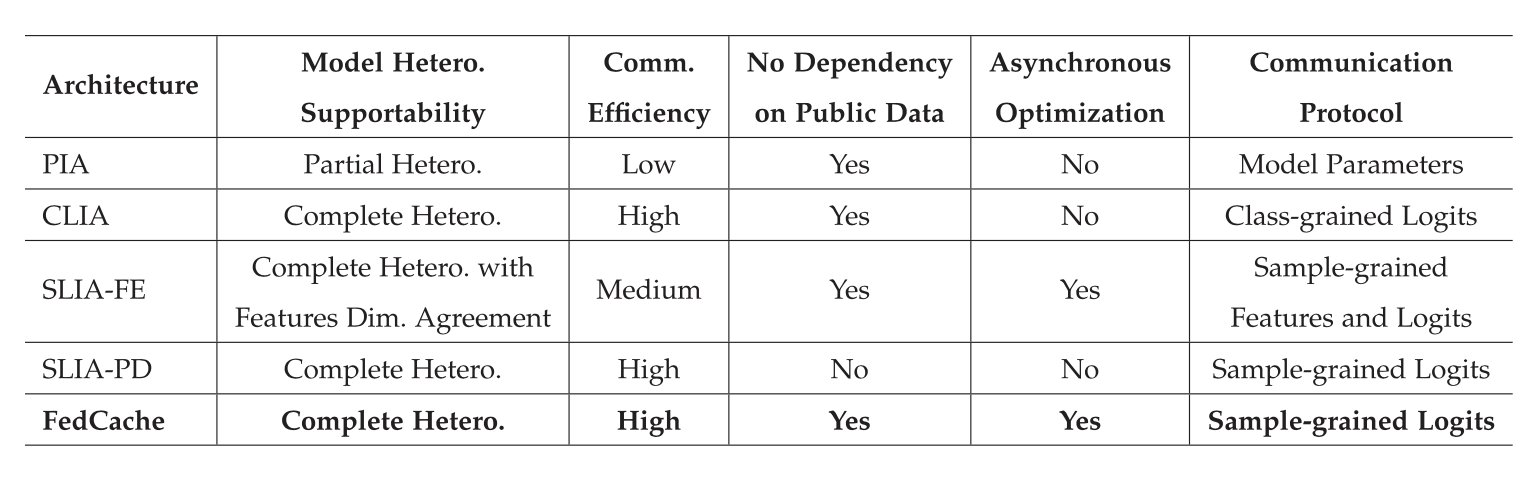 Architecture
Model Hetero.
Supportability
Comm.
Efficiency
No Dependency
on Public Data
Asynchronous
Optimization
Communication
Protocol
PIA
Partial Hetero.
Low
Yes
No
Model Parameters
CLIA
Complete Hetero.
High
Yes
No
Class-grained Logits
SLIA-FE
Complete Hetero. with
Features Dim. Agreement
Medium
Yes
Yes
Sample-grained
Features and Logits
SLIA-PD
Complete Hetero.
High
No
No
Sample-grained Logits
FedCache
Complete Hetero.
High
Yes
Yes
Sample-grained Logits